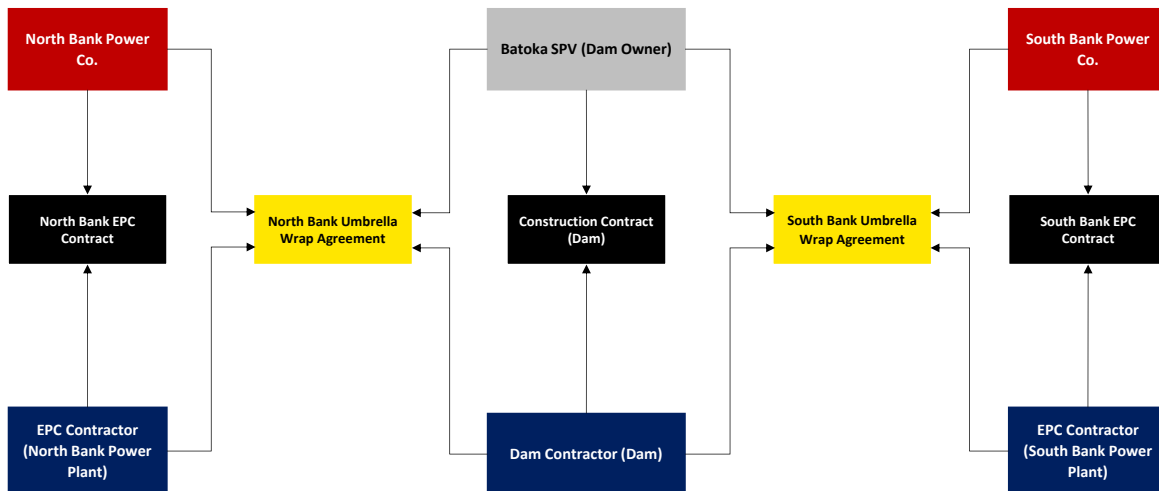 North Bank Power
Co.
Batoka SPV (Dam Owner)
South Bank Power
Co.
North Bank EPC
Contract
North Bank Umbrella
Wrap Agreement
Construction Contract
(Dam)
South Bank Umbrella
Wrap Agreement
South Bank EPC
Contract
EPC Contractor
(North Bank Power
Plant)
Dam Contractor (Dam)
EPC Contractor
(South Bank Power
Plant)